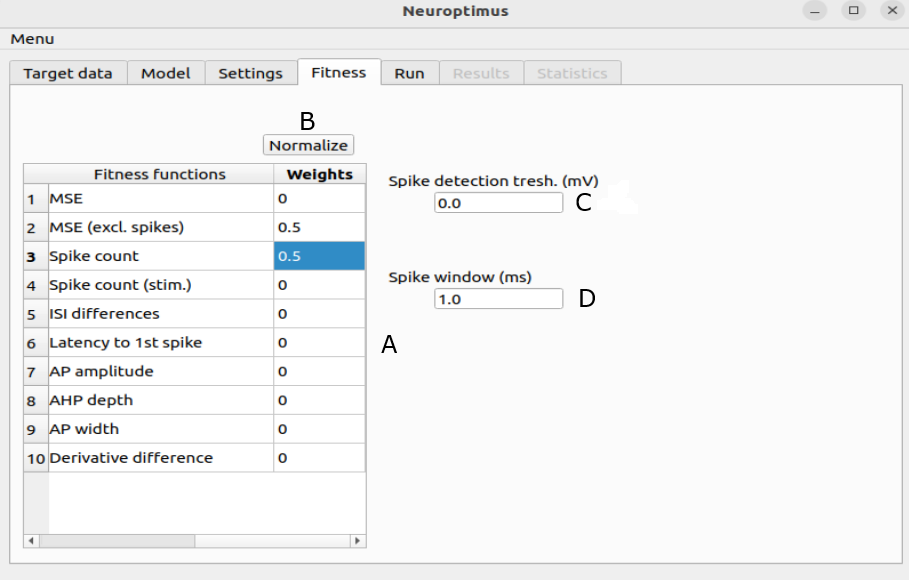 Neuroptimus
Menu
Target data Model Settings Fitness Run Results Statistics
B
Normalize
Fitness functions Weights
1 MSE 0
2 MSE (excl. spikes) 0.5
3 Spike count 0.5
4 Spike count (stim.) 0
5 ISI differences 0
6 Latency to 1st spike 0
7 AP amplitude 0
8 AHP depth 0
9 AP width 0
10 Derivative difference 0
A
Spike detection tresh. (mV)
0.0 C
Spike window (ms)
1.0 D